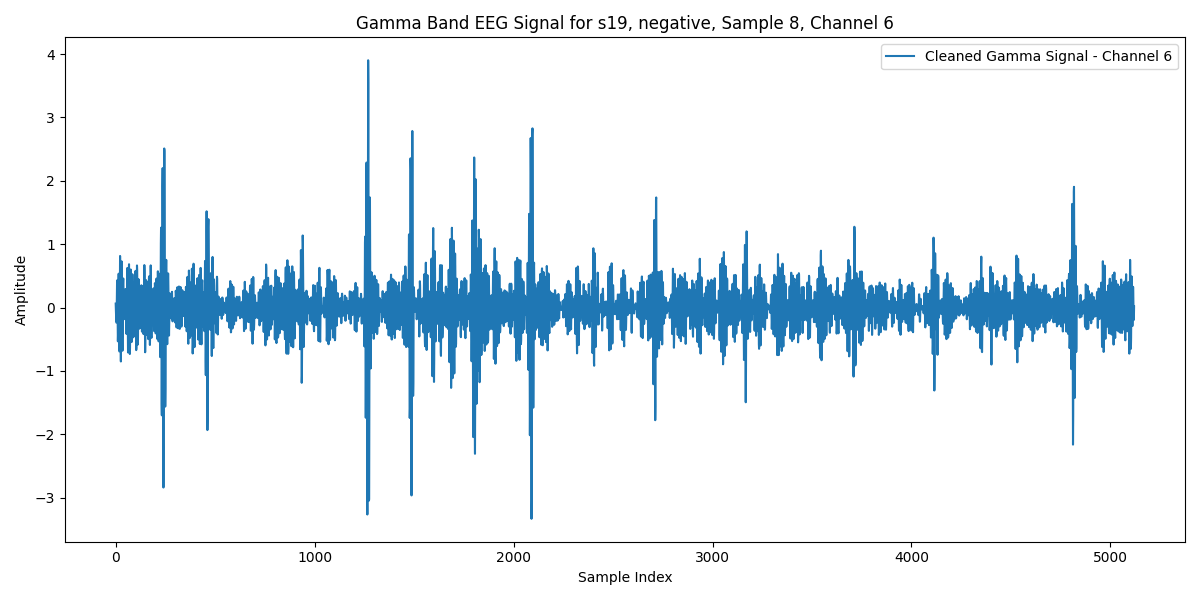 Gamma Band EEG Signal for s19, negative, Sample 8, Channel 6
Cleaned Gamma Signal - Channel 6
4
3
2
1
0
−1
−2
−3
Amplitude
0 1000 2000 3000 4000 5000
Sample Index